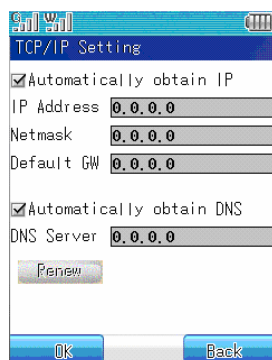 TCP/IP Setting
Automatically obtain IP
IP Address 0.0.0.0
Netmask 0.0.0.0
Default GW 0.0.0.0
Automatically obtain DNS
DNS Server 0.0.0.0
Renew
OK Back